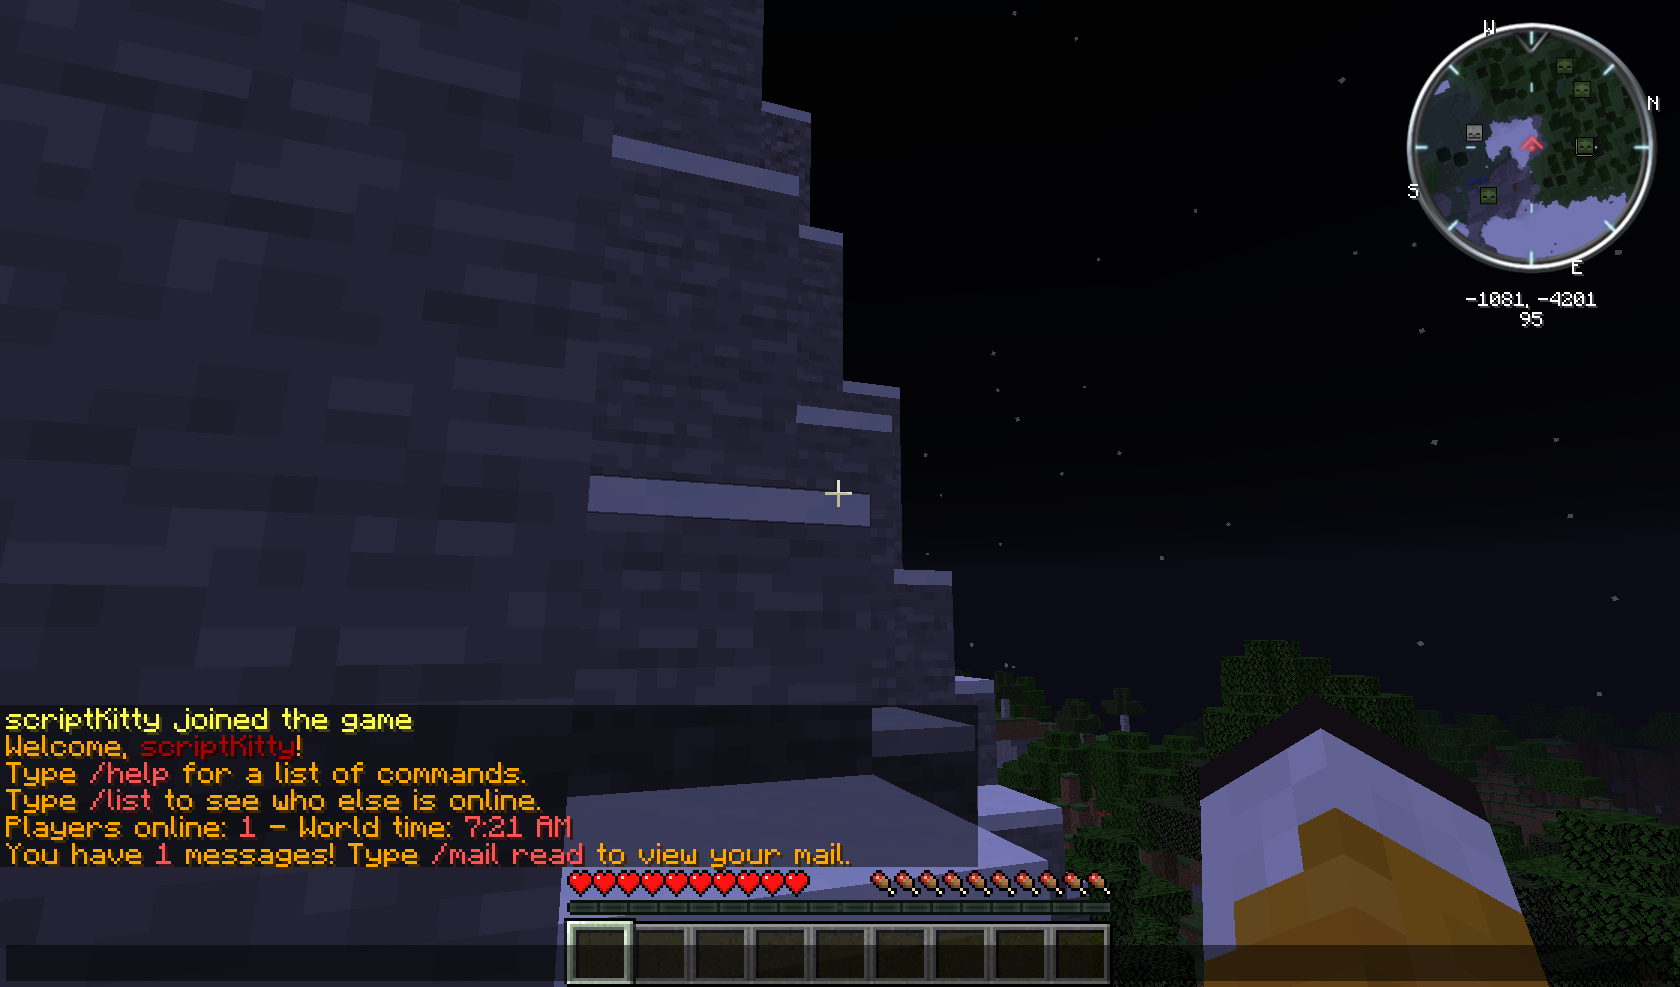 W
N
S
E
-1081, -4201
95
scriptKitty joined the game
Welcome, scriptKitty!
Type /help for a list of commands.
Type /list to see who else is online.
Players online: 1 - World time: 7:21 AM
You have 1 messages! Type /mail read to view your mail.